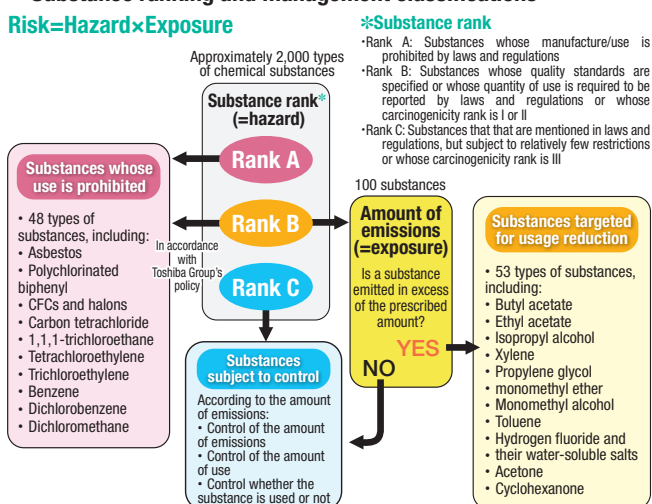 Substance ranking and management classifications
Risk=Hazard×Exposure
✽Substance rank
・Rank A: Substances whose manufacture/use is
prohibited by laws and regulations
・Rank B: Substances whose quality standards are
specified or whose quantity of use is required to be
reported by laws and regulations or whose
carcinogenicity rank is I or II
・Rank C: Substances that that are mentioned in laws and
regulations, but subject to relatively few restrictions
or whose carcinogenicity rank is III
Approximately 2,000 types
of chemical substances
Substance rank✽
(=hazard)
Rank A
Rank B
Rank C
Substances whose
use is prohibited
• 48 types of
substances, including:
• Asbestos
• Polychlorinated
biphenyl
• CFCs and halons
• Carbon tetrachloride
• 1,1,1-trichloroethane
• Tetrachloroethylene
• Trichloroethylene
• Benzene
• Dichlorobenzene
• Dichloromethane
In accordance
with
Toshiba Group's
policy
100 substances
Amount of
emissions
(=exposure)
Is a substance
emitted in excess
of the prescribed
amount?
YES
NO
Substances targeted
for usage reduction
• 53 types of substances,
including:
• Butyl acetate
• Ethyl acetate
• Isopropyl alcohol
• Xylene
• Propylene glycol
• monomethyl ether
• Monomethyl alcohol
• Toluene
• Hydrogen fluoride and
• their water-soluble salts
• Acetone
• Cyclohexanone
Substances
subject to control
According to the amount
of emissions:
• Control of the amount
of emissions
• Control of the amount
of use
• Control whether the
substance is used or not